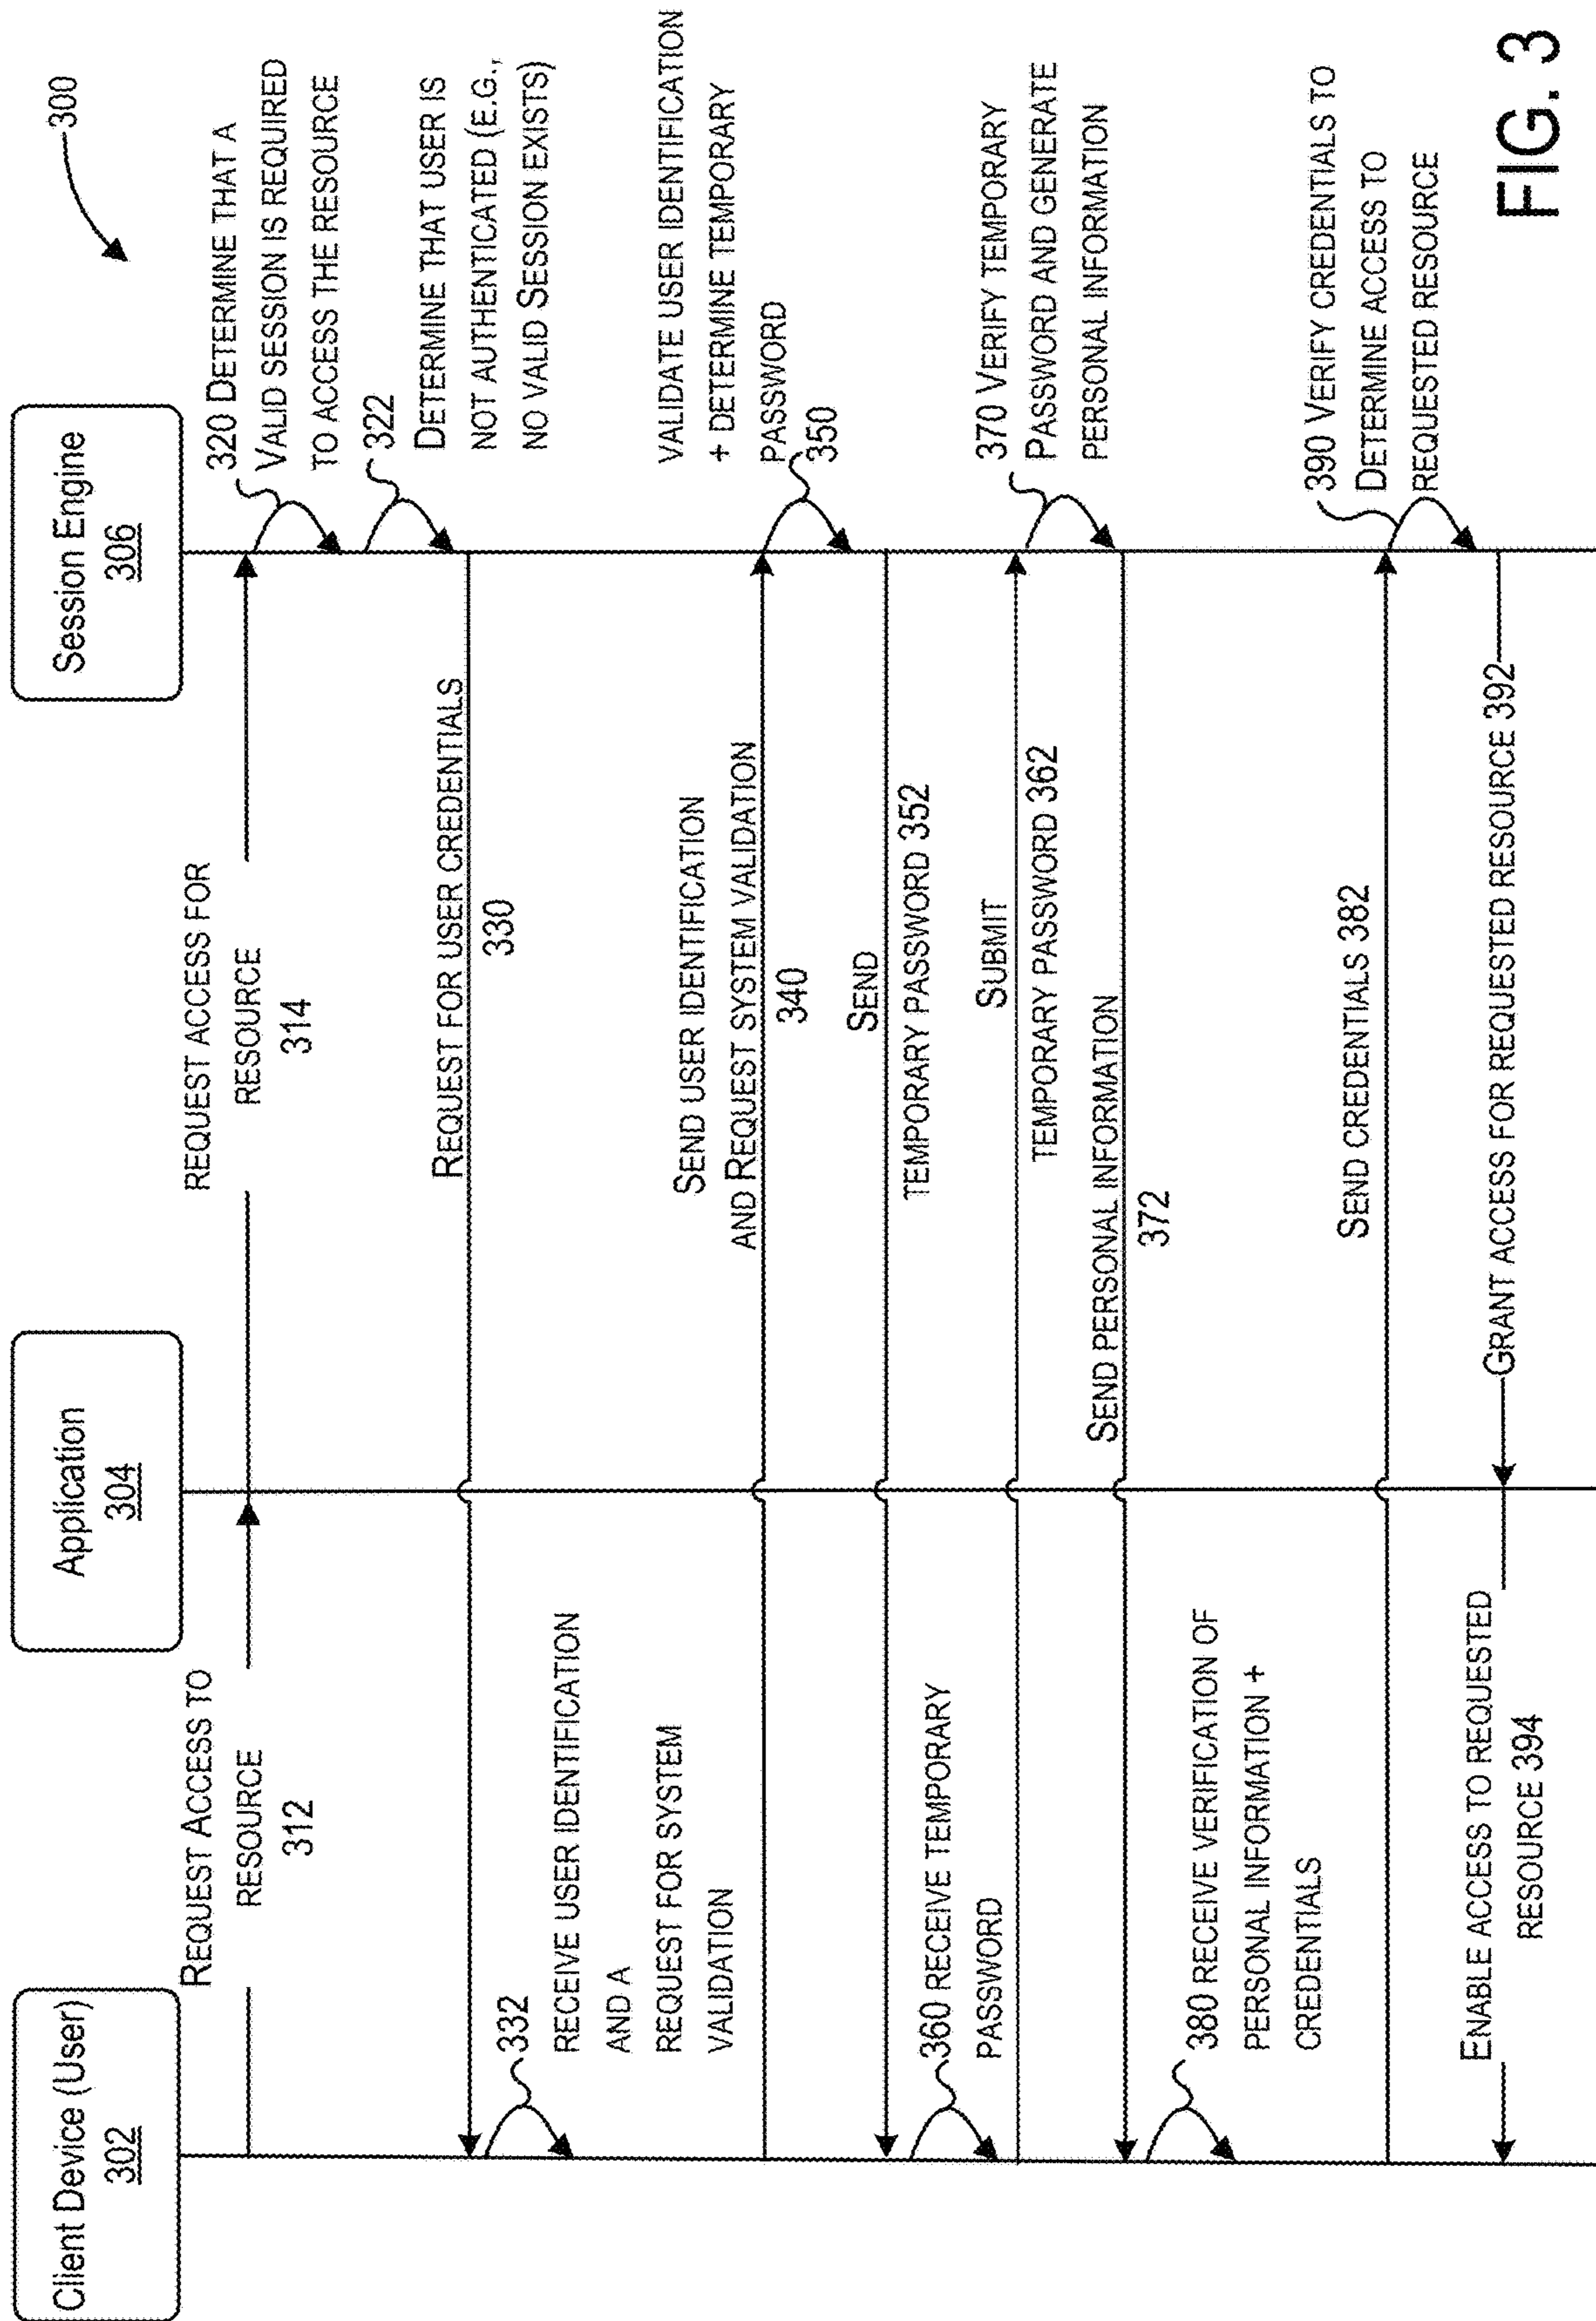 300
Client Device (User)
302
Application
304
Session Engine
306
REQUEST ACCESS TO
RESOURCE
312
REQUEST ACCESS FOR
RESOURCE
314
320 DETERMINE THAT A
VALID SESSION IS REQUIRED
TO ACCESS THE RESOURCE
322
DETERMINE THAT USER IS
NOT AUTHENTICATED (E.G.,
NO VALID SESSION EXISTS)
REQUEST FOR USER CREDENTIALS
330
332
RECEIVE USER IDENTIFICATION
AND A
REQUEST FOR SYSTEM
VALIDATION
SEND USER IDENTIFICATION
AND REQUEST SYSTEM VALIDATION
340
VALIDATE USER IDENTIFICATION
+ DETERMINE TEMPORARY
PASSWORD
350
SEND
TEMPORARY PASSWORD 352
360 RECEIVE TEMPORARY
PASSWORD
SUBMIT
TEMPORARY PASSWORD 362
370 VERIFY TEMPORARY
PASSWORD AND GENERATE
PERSONAL INFORMATION
SEND PERSONAL INFORMATION
372
380 RECEIVE VERIFICATION OF
PERSONAL INFORMATION +
CREDENTIALS
SEND CREDENTIALS 382
390 VERIFY CREDENTIALS TO
DETERMINE ACCESS TO
REQUESTED RESOURCE
GRANT ACCESS FOR REQUESTED RESOURCE 392
ENABLE ACCESS TO REQUESTED
RESOURCE 394
FIG. 3